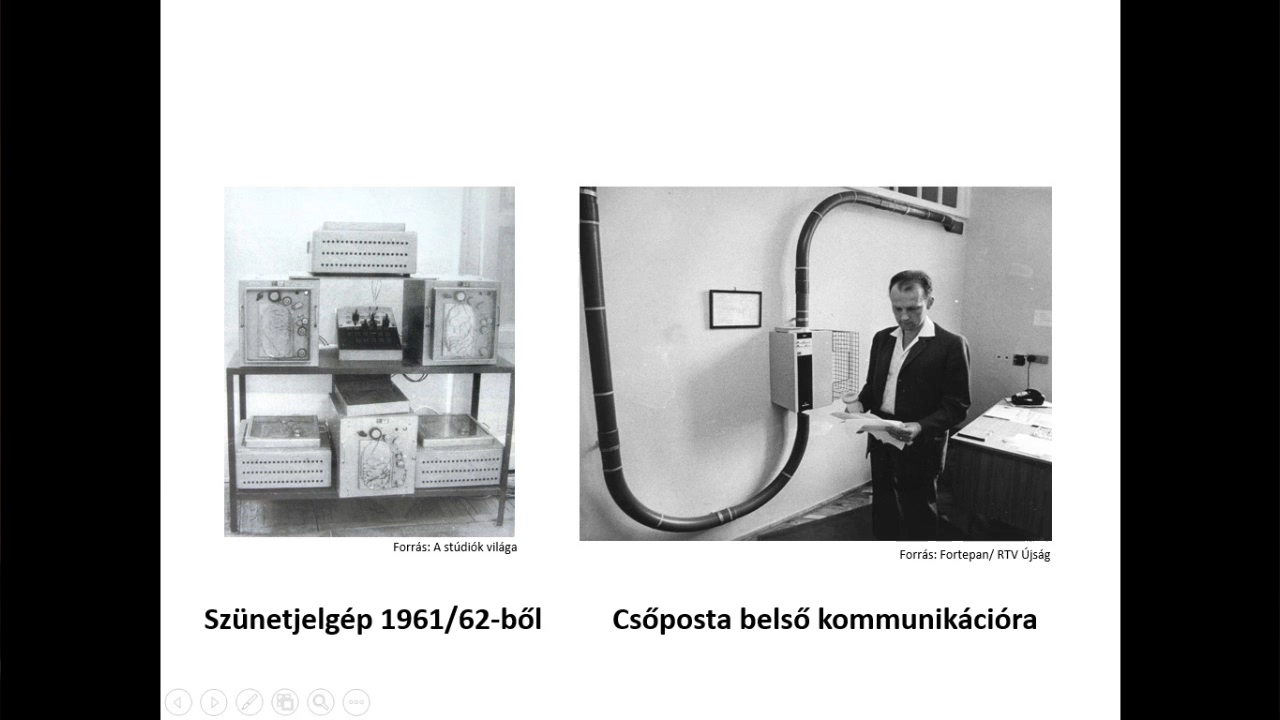 Forrás: A stúdiók világa
Forrás: Fortepan/ RTV Újság
Szünetjelgép 1961/62-ből
Csőposta belső kommunikációra